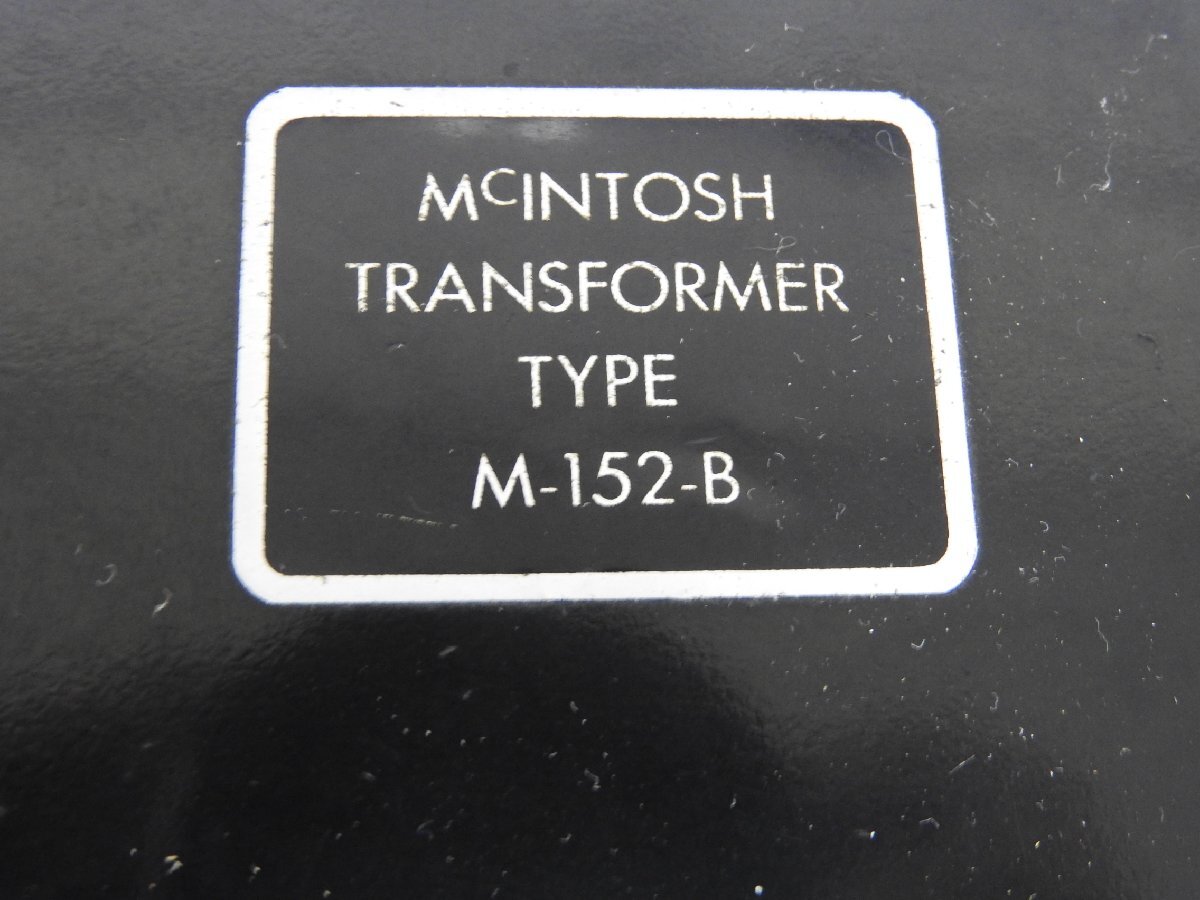 McINTOSH
TRANSFORMER
TYPE
M-152-B